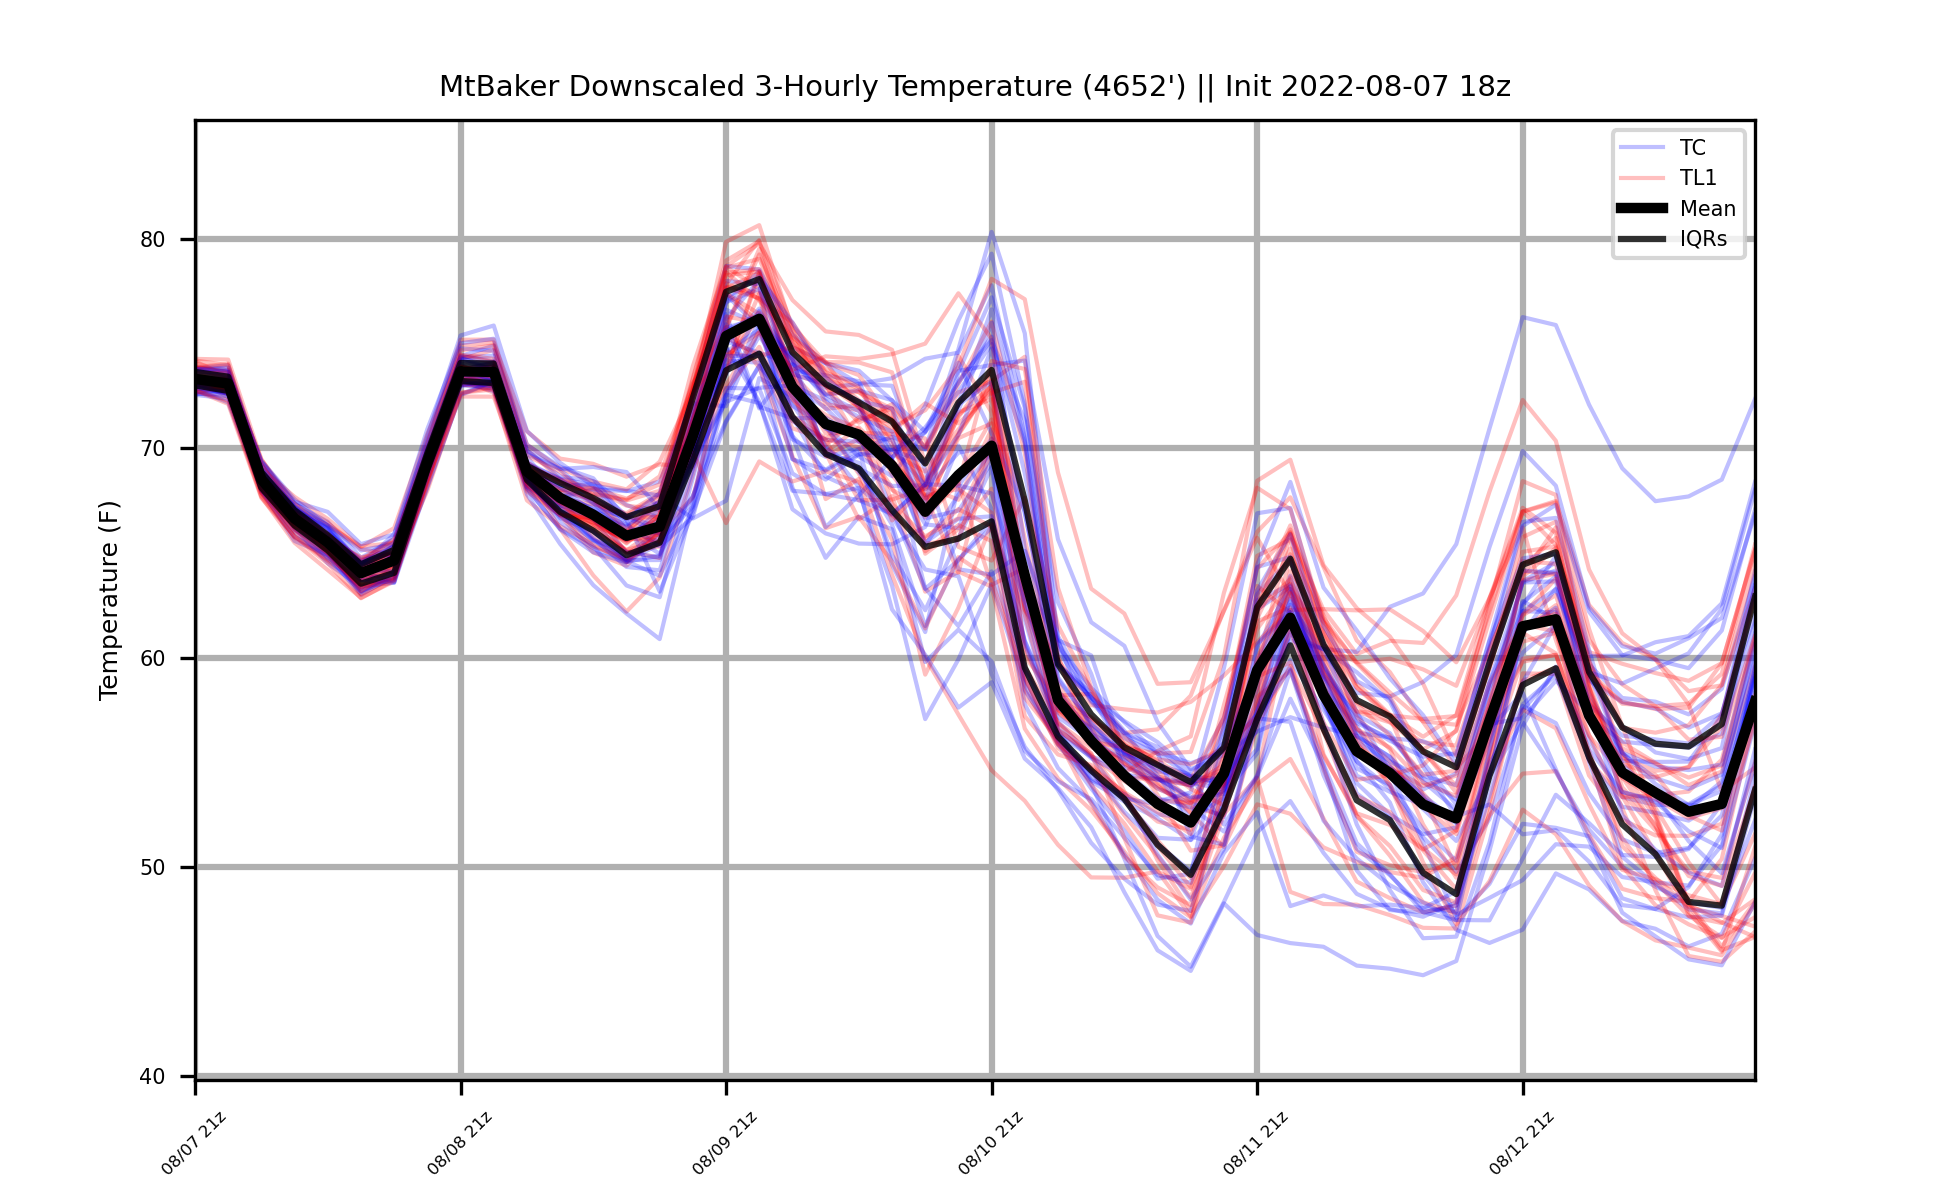 MtBaker Downscaled 3-Hourly Temperature (4652') || Init 2022-08-07 18z
TC
TL1
Mean
IQRs
Temperature (F)
80
70
60
50
40
08/07 21z
08/08 21z
08/09 21z
08/10 21z
08/11 21z
08/12 21z